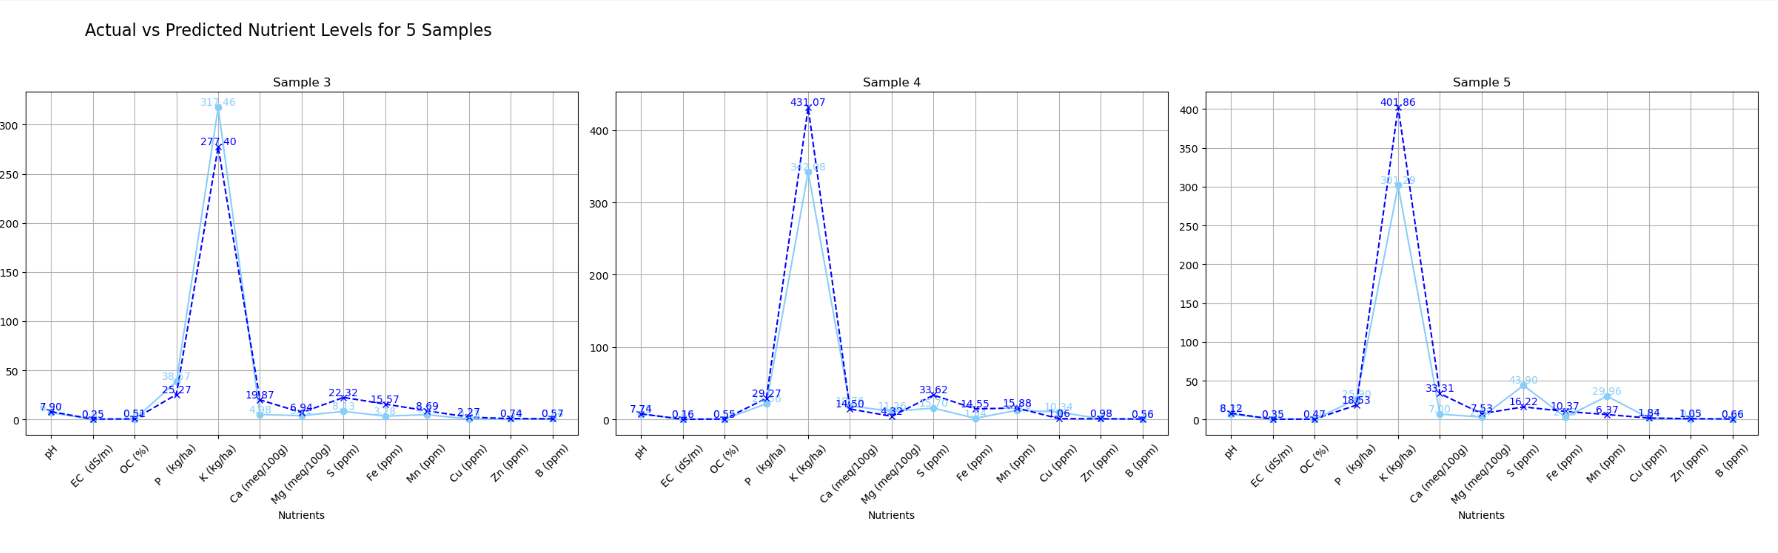 Actual vs Predicted Nutrient Levels for 5 Samples
Sample 3
317.46
277.40
300
250
200
150
100
50
0
7.90
0.25
0.51
38.57
25.27
19.87
4.98
6.94
22.32
15.57
8.69
2.27
0.74
0.57
pH
EC (dS/m)
OC (%)
P (kg/ha)
K (kg/ha)
Ca (meq/100g)
Mg (meq/100g)
S (ppm)
Fe (ppm)
Mn (ppm)
Cu (ppm)
Zn (ppm)
B (ppm)
Nutrients
Sample 4
431.07
400
300
200
100
0
7.74
0.16
0.55
29.27
14.50
4.32
33.62
14.55
15.88
1.06
0.98
0.56
pH
EC (dS/m)
OC (%)
P (kg/ha)
K (kg/ha)
Ca (meq/100g)
Mg (meq/100g)
S (ppm)
Fe (ppm)
Mn (ppm)
Cu (ppm)
Zn (ppm)
B (ppm)
Nutrients
Sample 5
401.86
301.29
400
350
300
250
200
150
100
50
0
8.12
0.35
0.47
18.53
33.31
7.53
43.90
16.22
10.37
29.96
6.37
1.84
1.05
0.66
pH
EC (dS/m)
OC (%)
P (kg/ha)
K (kg/ha)
Ca (meq/100g)
Mg (meq/100g)
S (ppm)
Fe (ppm)
Mn (ppm)
Cu (ppm)
Zn (ppm)
B (ppm)
Nutrients